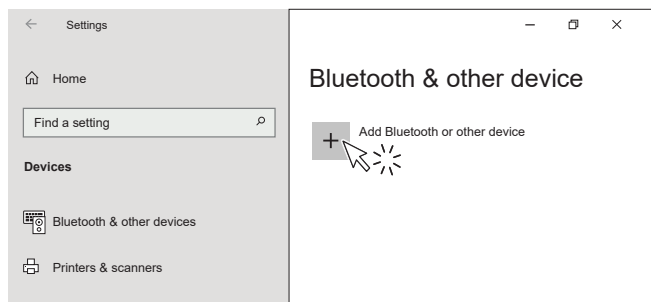 Settings
Home
Find a setting
Devices
Bluetooth & other devices
Printers & scanners
Bluetooth & other device
Add Bluetooth or other device